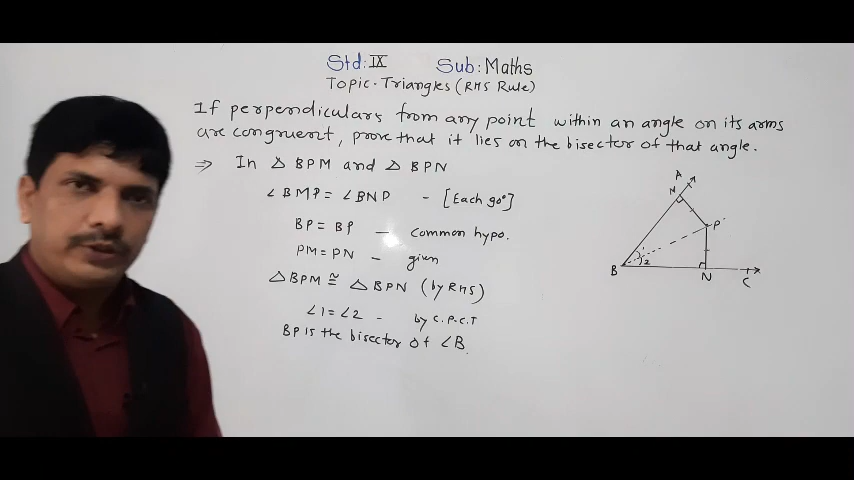 Std: IX Sub: Maths
Topic. Triangles (RHS Rule)
If perpendiculars from any point within an angle on its arms
are congruent, prove that it lies on the bisector of that angle.
⇒ In △ BPM and △ BPN
∠BMP = ∠BNP - [Each 90°]
BP = BP - common hypo.
PM = PN - given
△BPM ≅ △BPN (by RHS)
∠1 = ∠2 - by C.P.C.T
BP is the bisector of ∠B.
A
M
P
1
2
B
N
C